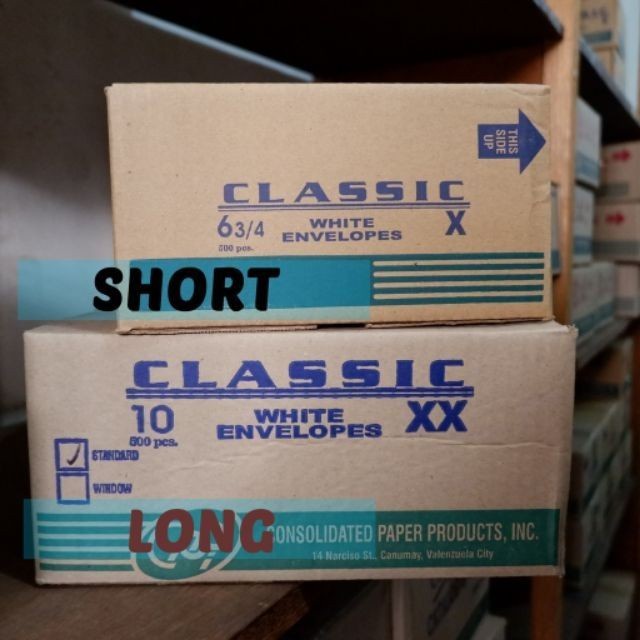 THIS
SIDE
UP
CLASSIC
6 3/4 WHITE X
500 pcs. ENVELOPES
SHORT
CLASSIC
10 WHITE XX
500 pcs. ENVELOPES
STANDARD
WINDOW
LONG
CONSOLIDATED PAPER PRODUCTS, INC.
14 Narciso St., Canumay, Valenzuela City